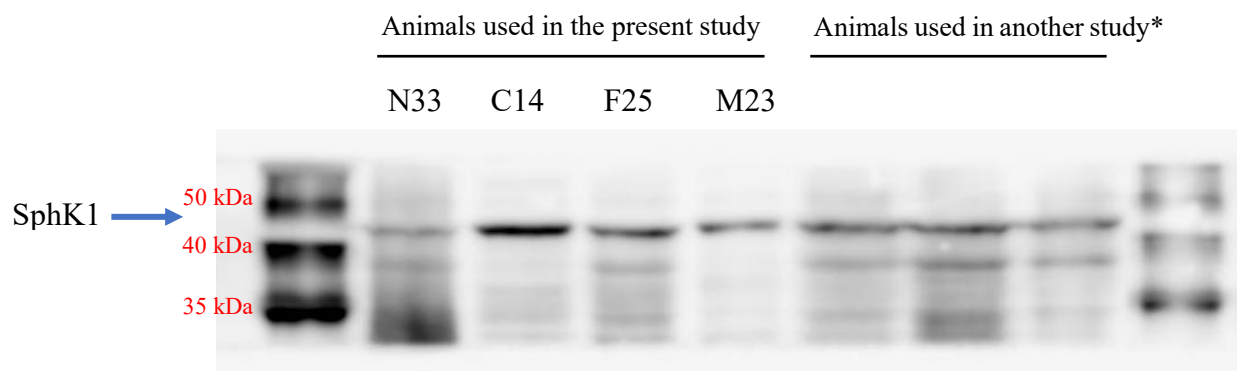 Animals used in the present study
Animals used in another study*
N33 C14 F25 M23
50 kDa
SphK1
40 kDa
35 kDa